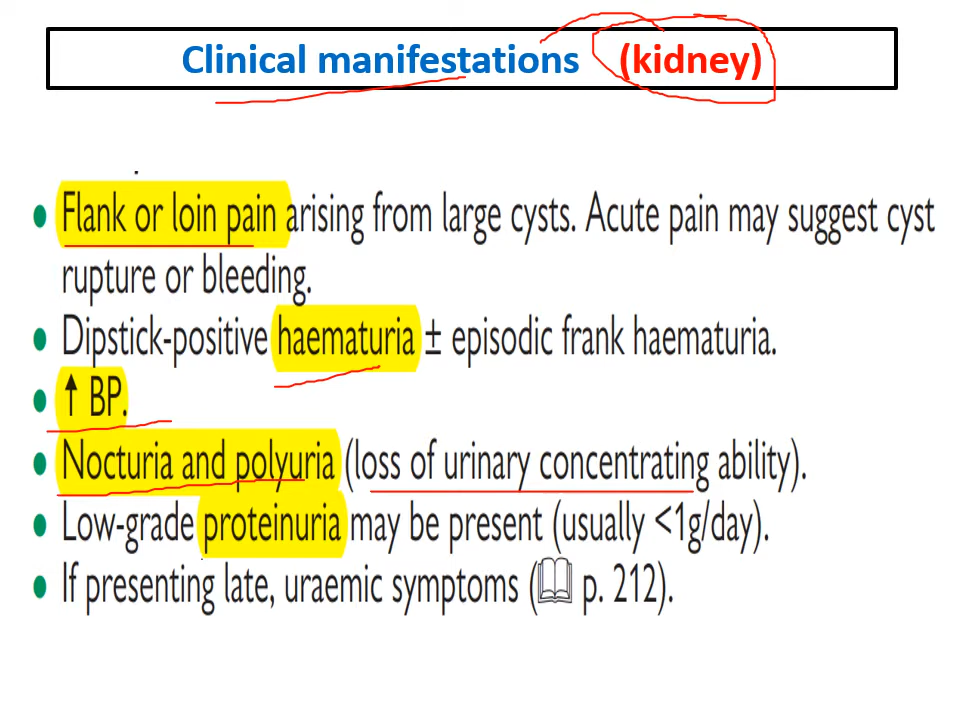 Clinical manifestations (kidney)
• Flank or loin pain arising from large cysts. Acute pain may suggest cyst
rupture or bleeding.
• Dipstick-positive haematuria ± episodic frank haematuria.
• ↑ BP.
• Nocturia and polyuria (loss of urinary concentrating ability).
• Low-grade proteinuria may be present (usually <1g/day).
• If presenting late, uraemic symptoms (📖 p. 212).